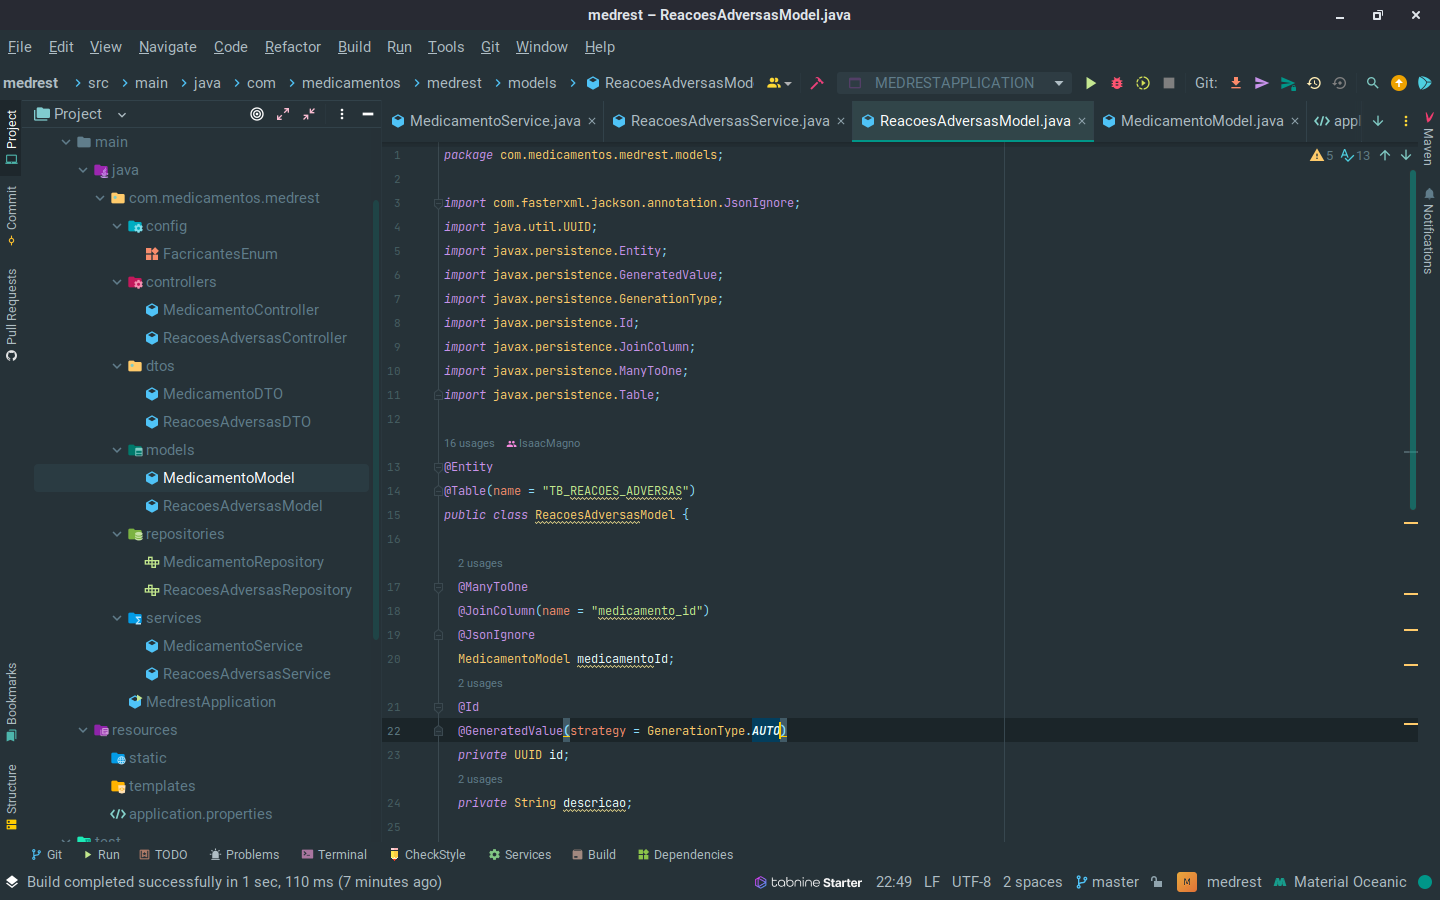 medrest – ReacoesAdversasModel.java
File Edit View Navigate Code Refactor Build Run Tools Git Window Help
medrest src main java com medicamentos medrest models ReacoesAdversasMod MEDRESTAPPLICATION Git:
Project
MedicamentoService.java ReacoesAdversasService.java ReacoesAdversasModel.java MedicamentoModel.java appl
main
java
com.medicamentos.medrest
config
FacricantesEnum
controllers
MedicamentoController
ReacoesAdversasController
dtos
MedicamentoDTO
ReacoesAdversasDTO
models
MedicamentoModel
ReacoesAdversasModel
repositories
MedicamentoRepository
ReacoesAdversasRepository
services
MedicamentoService
ReacoesAdversasService
MedrestApplication
resources
static
templates
application.properties
test
Project
Commit
Pull Requests
Bookmarks
Structure
5 13
1 package com.medicamentos.medrest.models;
2
3 import com.fasterxml.jackson.annotation.JsonIgnore;
4 import java.util.UUID;
5 import javax.persistence.Entity;
6 import javax.persistence.GeneratedValue;
7 import javax.persistence.GenerationType;
8 import javax.persistence.Id;
9 import javax.persistence.JoinColumn;
10 import javax.persistence.ManyToOne;
11 import javax.persistence.Table;
12
16 usages IsaacMagno
13 @Entity
14 @Table(name = "TB_REACOES_ADVERSAS")
15 public class ReacoesAdversasModel {
16
2 usages
17 @ManyToOne
18 @JoinColumn(name = "medicamento_id")
19 @JsonIgnore
20 MedicamentoModel medicamentoId;
2 usages
21 @Id
22 @GeneratedValue(strategy = GenerationType.AUTO)
23 private UUID id;
2 usages
24 private String descricao;
25
Maven
Notifications
Git Run TODO Problems Terminal CheckStyle Services Build Dependencies
Build completed successfully in 1 sec, 110 ms (7 minutes ago) tabnine Starter 22:49 LF UTF-8 2 spaces master M medrest Material Oceanic